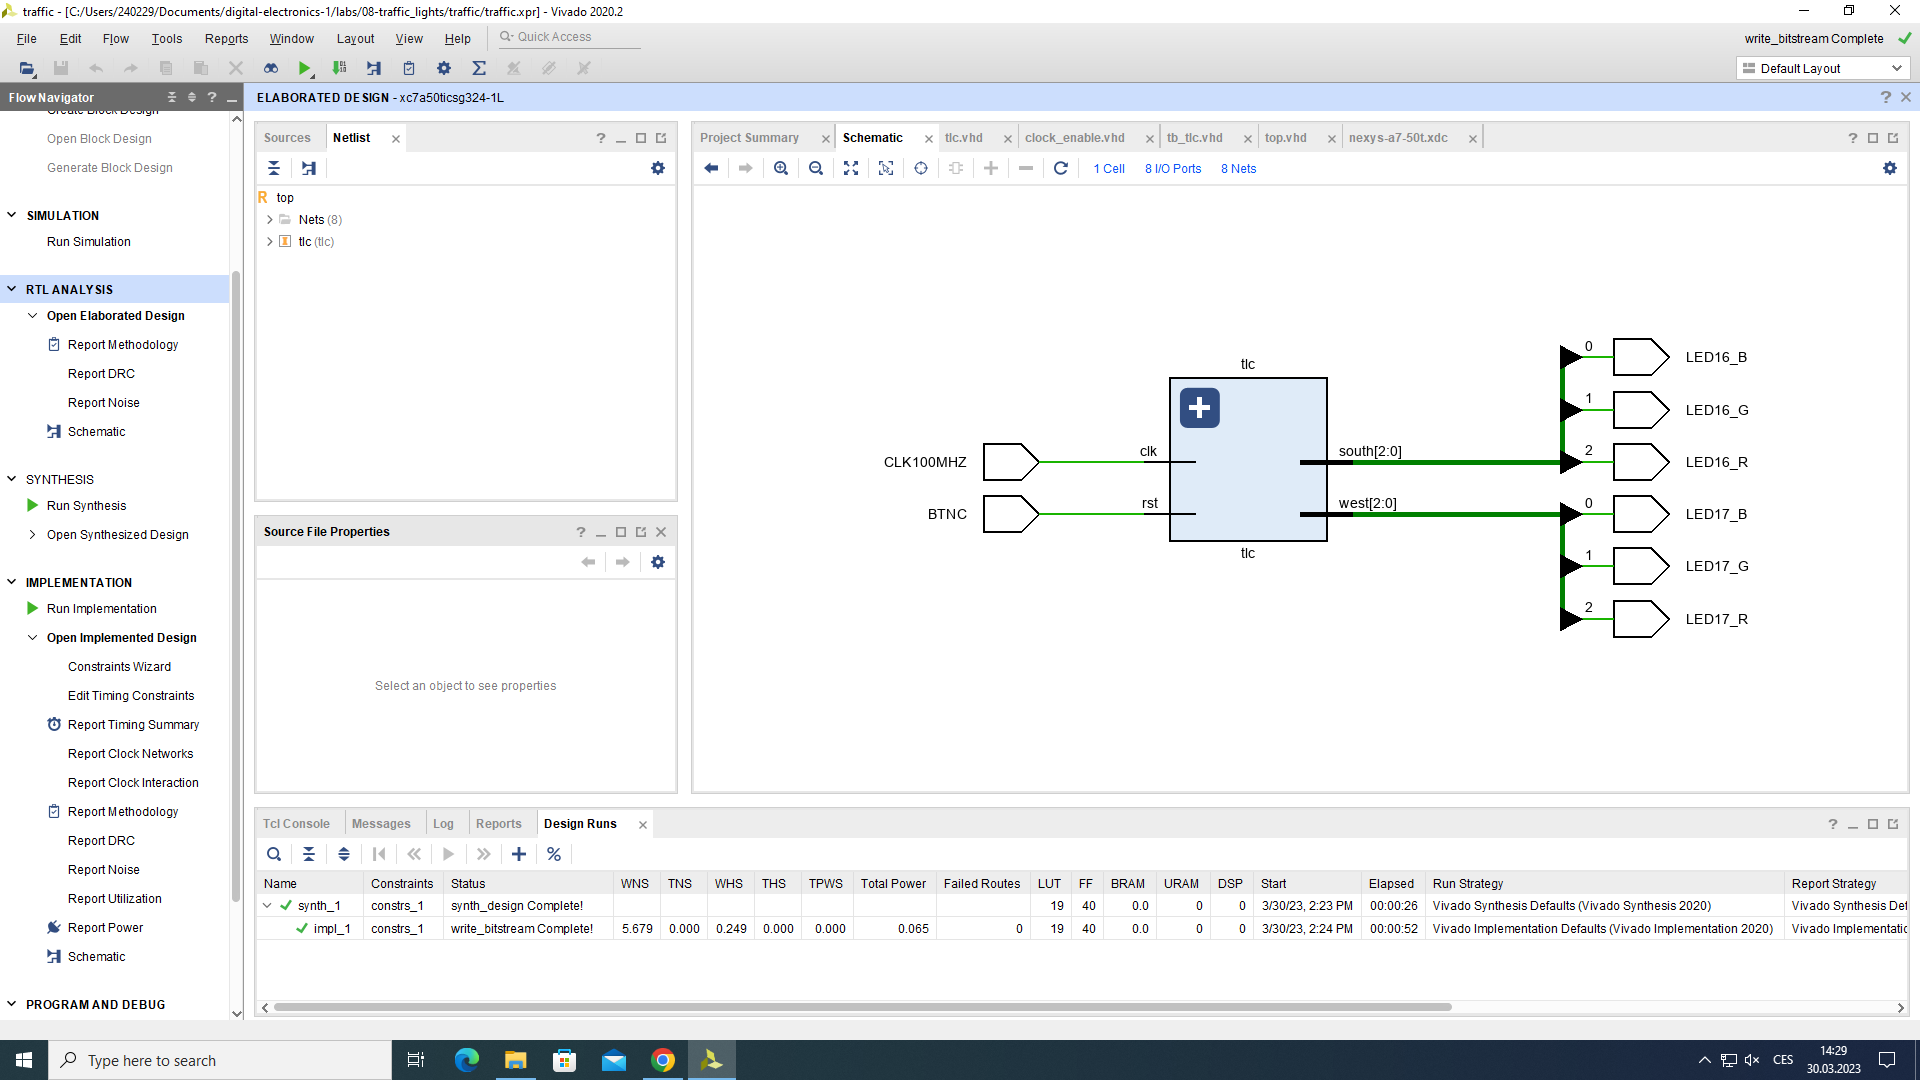 traffic - [C:/Users/240229/Documents/digital-electronics-1/labs/08-traffic_lights/traffic/traffic.xpr] - Vivado 2020.2
File Edit Flow Tools Reports Window Layout View Help Quick Access
write_bitstream Complete
Default Layout
Flow Navigator
Create Block Design
Open Block Design
Generate Block Design
SIMULATION
Run Simulation
RTL ANALYSIS
Open Elaborated Design
Report Methodology
Report DRC
Report Noise
Schematic
SYNTHESIS
Run Synthesis
Open Synthesized Design
IMPLEMENTATION
Run Implementation
Open Implemented Design
Constraints Wizard
Edit Timing Constraints
Report Timing Summary
Report Clock Networks
Report Clock Interaction
Report Methodology
Report DRC
Report Noise
Report Utilization
Report Power
Schematic
PROGRAM AND DEBUG
ELABORATED DESIGN - xc7a50ticsg324-1L
Sources Netlist
top
Nets (8)
tlc (tlc)
Source File Properties
Select an object to see properties
Project Summary Schematic tlc.vhd clock_enable.vhd tb_tlc.vhd top.vhd nexys-a7-50t.xdc
1 Cell 8 I/O Ports 8 Nets
CLK100MHZ
BTNC
tlc
clk
rst
south[2:0]
west[2:0]
tlc
0 LED16_B
1 LED16_G
2 LED16_R
0 LED17_B
1 LED17_G
2 LED17_R
Tcl Console Messages Log Reports Design Runs
Name Constraints Status WNS TNS WHS THS TPWS Total Power Failed Routes LUT FF BRAM URAM DSP Start Elapsed Run Strategy Report Strategy
synth_1 constrs_1 synth_design Complete! 19 40 0.0 0 0 3/30/23, 2:23 PM 00:00:26 Vivado Synthesis Defaults (Vivado Synthesis 2020) Vivado Synthesis Def
impl_1 constrs_1 write_bitstream Complete! 5.679 0.000 0.249 0.000 0.000 0.065 0 19 40 0.0 0 0 3/30/23, 2:24 PM 00:00:52 Vivado Implementation Defaults (Vivado Implementation 2020) Vivado Implementatic
Type here to search
CES
14:29
30.03.2023